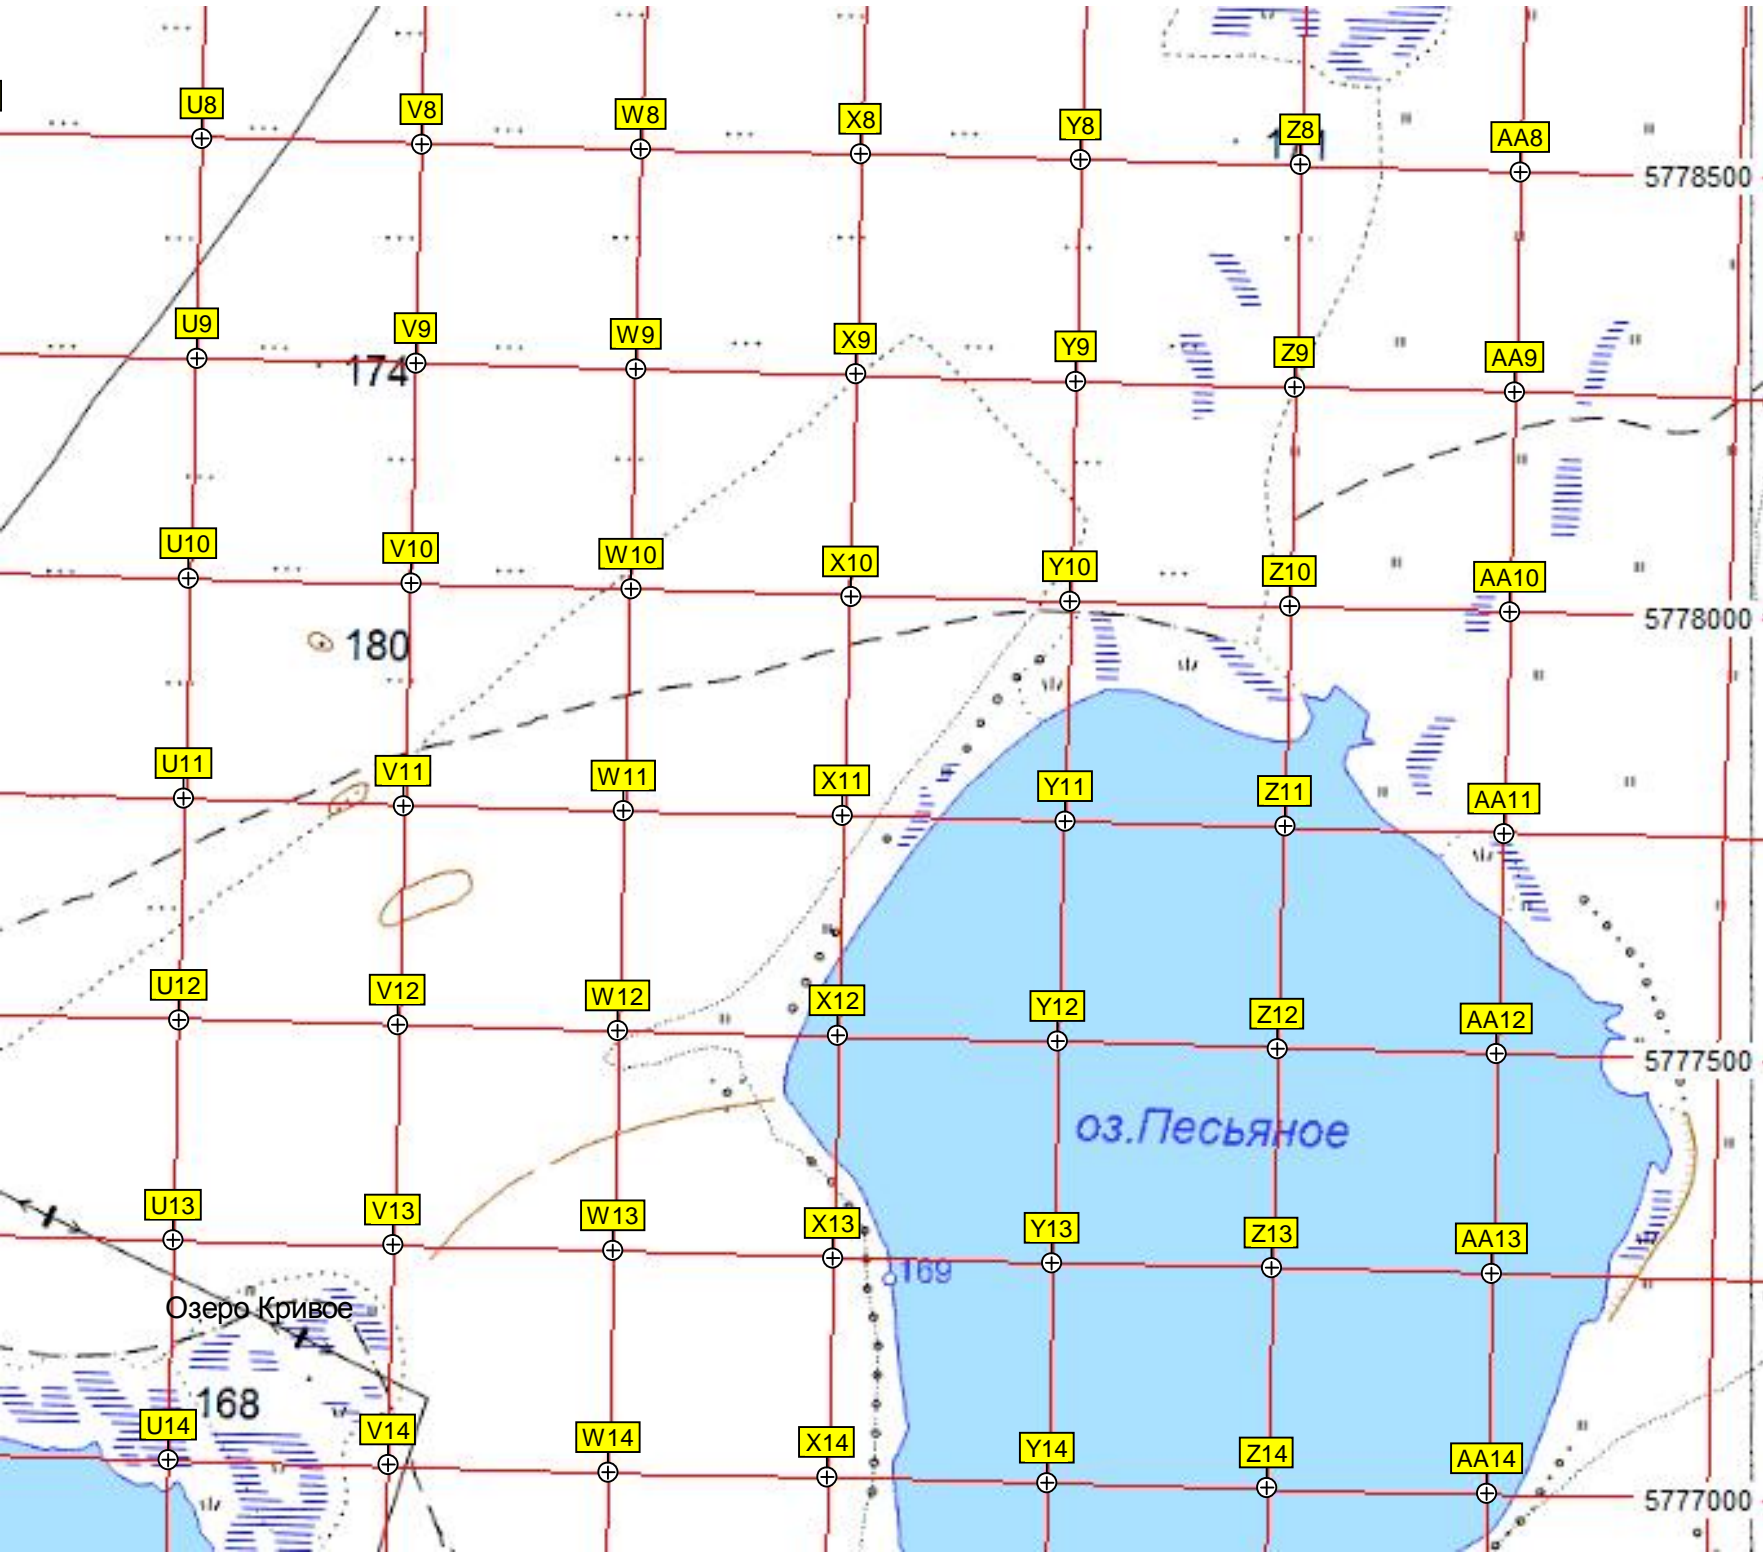 U8 V8 W8 X8 Y8 Z8 AA8
5778500
U9 V9 W9 X9 Y9 Z9 AA9
174
U10 V10 W10 X10 Y10 Z10 AA10
5778000
180
U11 V11 W11 X11 Y11 Z11 AA11
U12 V12 W12 X12 Y12 Z12 AA12
5777500
оз.Песьяное
U13 V13 W13 X13 Y13 Z13 AA13
169
Озеро Кривое
168
U14 V14 W14 X14 Y14 Z14 AA14
5777000